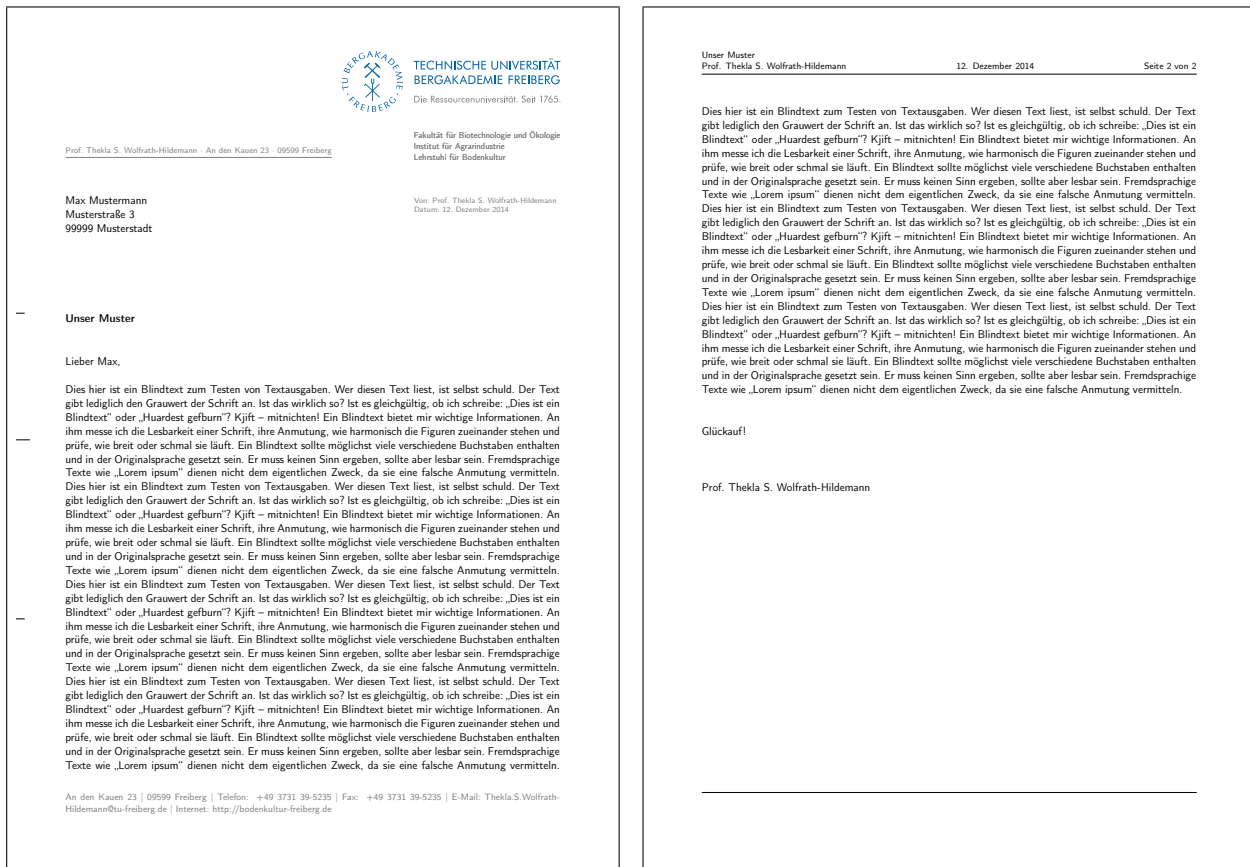 TU BERGAKADEMIE · FREIBERG ·
TECHNISCHE UNIVERSITÄT
BERGAKADEMIE FREIBERG
Die Ressourcenuniversität. Seit 1765.
Fakultät für Biotechnologie und Ökologie
Institut für Agrarindustrie
Lehrstuhl für Bodenkultur
Prof. Thekla S. Wolfrath-Hildemann · An den Kauen 23 · 09599 Freiberg
Max Mustermann
Musterstraße 3
99999 Musterstadt
Von: Prof. Thekla S. Wolfrath-Hildemann
Datum: 12. Dezember 2014
Unser Muster
Lieber Max,
Dies hier ist ein Blindtext zum Testen von Textausgaben. Wer diesen Text liest, ist selbst schuld. Der Text
gibt lediglich den Grauwert der Schrift an. Ist das wirklich so? Ist es gleichgültig, ob ich schreibe: „Dies ist ein
Blindtext“ oder „Huardest gefburn“? Kjift – mitnichten! Ein Blindtext bietet mir wichtige Informationen. An
ihm messe ich die Lesbarkeit einer Schrift, ihre Anmutung, wie harmonisch die Figuren zueinander stehen und
prüfe, wie breit oder schmal sie läuft. Ein Blindtext sollte möglichst viele verschiedene Buchstaben enthalten
und in der Originalsprache gesetzt sein. Er muss keinen Sinn ergeben, sollte aber lesbar sein. Fremdsprachige
Texte wie „Lorem ipsum“ dienen nicht dem eigentlichen Zweck, da sie eine falsche Anmutung vermitteln.
Dies hier ist ein Blindtext zum Testen von Textausgaben. Wer diesen Text liest, ist selbst schuld. Der Text
gibt lediglich den Grauwert der Schrift an. Ist das wirklich so? Ist es gleichgültig, ob ich schreibe: „Dies ist ein
Blindtext“ oder „Huardest gefburn“? Kjift – mitnichten! Ein Blindtext bietet mir wichtige Informationen. An
ihm messe ich die Lesbarkeit einer Schrift, ihre Anmutung, wie harmonisch die Figuren zueinander stehen und
prüfe, wie breit oder schmal sie läuft. Ein Blindtext sollte möglichst viele verschiedene Buchstaben enthalten
und in der Originalsprache gesetzt sein. Er muss keinen Sinn ergeben, sollte aber lesbar sein. Fremdsprachige
Texte wie „Lorem ipsum“ dienen nicht dem eigentlichen Zweck, da sie eine falsche Anmutung vermitteln.
Dies hier ist ein Blindtext zum Testen von Textausgaben. Wer diesen Text liest, ist selbst schuld. Der Text
gibt lediglich den Grauwert der Schrift an. Ist das wirklich so? Ist es gleichgültig, ob ich schreibe: „Dies ist ein
Blindtext“ oder „Huardest gefburn“? Kjift – mitnichten! Ein Blindtext bietet mir wichtige Informationen. An
ihm messe ich die Lesbarkeit einer Schrift, ihre Anmutung, wie harmonisch die Figuren zueinander stehen und
prüfe, wie breit oder schmal sie läuft. Ein Blindtext sollte möglichst viele verschiedene Buchstaben enthalten
und in der Originalsprache gesetzt sein. Er muss keinen Sinn ergeben, sollte aber lesbar sein. Fremdsprachige
Texte wie „Lorem ipsum“ dienen nicht dem eigentlichen Zweck, da sie eine falsche Anmutung vermitteln.
Dies hier ist ein Blindtext zum Testen von Textausgaben. Wer diesen Text liest, ist selbst schuld. Der Text
gibt lediglich den Grauwert der Schrift an. Ist das wirklich so? Ist es gleichgültig, ob ich schreibe: „Dies ist ein
Blindtext“ oder „Huardest gefburn“? Kjift – mitnichten! Ein Blindtext bietet mir wichtige Informationen. An
ihm messe ich die Lesbarkeit einer Schrift, ihre Anmutung, wie harmonisch die Figuren zueinander stehen und
prüfe, wie breit oder schmal sie läuft. Ein Blindtext sollte möglichst viele verschiedene Buchstaben enthalten
und in der Originalsprache gesetzt sein. Er muss keinen Sinn ergeben, sollte aber lesbar sein. Fremdsprachige
Texte wie „Lorem ipsum“ dienen nicht dem eigentlichen Zweck, da sie eine falsche Anmutung vermitteln.
An den Kauen 23 | 09599 Freiberg | Telefon: +49 3731 39-5235 | Fax: +49 3731 39-5235 | E-Mail: Thekla.S.Wolfrath-
Hildemann@tu-freiberg.de | Internet: http://bodenkultur-freiberg.de
Unser Muster
Prof. Thekla S. Wolfrath-Hildemann 12. Dezember 2014 Seite 2 von 2
Dies hier ist ein Blindtext zum Testen von Textausgaben. Wer diesen Text liest, ist selbst schuld. Der Text
gibt lediglich den Grauwert der Schrift an. Ist das wirklich so? Ist es gleichgültig, ob ich schreibe: „Dies ist ein
Blindtext“ oder „Huardest gefburn“? Kjift – mitnichten! Ein Blindtext bietet mir wichtige Informationen. An
ihm messe ich die Lesbarkeit einer Schrift, ihre Anmutung, wie harmonisch die Figuren zueinander stehen und
prüfe, wie breit oder schmal sie läuft. Ein Blindtext sollte möglichst viele verschiedene Buchstaben enthalten
und in der Originalsprache gesetzt sein. Er muss keinen Sinn ergeben, sollte aber lesbar sein. Fremdsprachige
Texte wie „Lorem ipsum“ dienen nicht dem eigentlichen Zweck, da sie eine falsche Anmutung vermitteln.
Dies hier ist ein Blindtext zum Testen von Textausgaben. Wer diesen Text liest, ist selbst schuld. Der Text
gibt lediglich den Grauwert der Schrift an. Ist das wirklich so? Ist es gleichgültig, ob ich schreibe: „Dies ist ein
Blindtext“ oder „Huardest gefburn“? Kjift – mitnichten! Ein Blindtext bietet mir wichtige Informationen. An
ihm messe ich die Lesbarkeit einer Schrift, ihre Anmutung, wie harmonisch die Figuren zueinander stehen und
prüfe, wie breit oder schmal sie läuft. Ein Blindtext sollte möglichst viele verschiedene Buchstaben enthalten
und in der Originalsprache gesetzt sein. Er muss keinen Sinn ergeben, sollte aber lesbar sein. Fremdsprachige
Texte wie „Lorem ipsum“ dienen nicht dem eigentlichen Zweck, da sie eine falsche Anmutung vermitteln.
Dies hier ist ein Blindtext zum Testen von Textausgaben. Wer diesen Text liest, ist selbst schuld. Der Text
gibt lediglich den Grauwert der Schrift an. Ist das wirklich so? Ist es gleichgültig, ob ich schreibe: „Dies ist ein
Blindtext“ oder „Huardest gefburn“? Kjift – mitnichten! Ein Blindtext bietet mir wichtige Informationen. An
ihm messe ich die Lesbarkeit einer Schrift, ihre Anmutung, wie harmonisch die Figuren zueinander stehen und
prüfe, wie breit oder schmal sie läuft. Ein Blindtext sollte möglichst viele verschiedene Buchstaben enthalten
und in der Originalsprache gesetzt sein. Er muss keinen Sinn ergeben, sollte aber lesbar sein. Fremdsprachige
Texte wie „Lorem ipsum“ dienen nicht dem eigentlichen Zweck, da sie eine falsche Anmutung vermitteln.
Glückauf!
Prof. Thekla S. Wolfrath-Hildemann